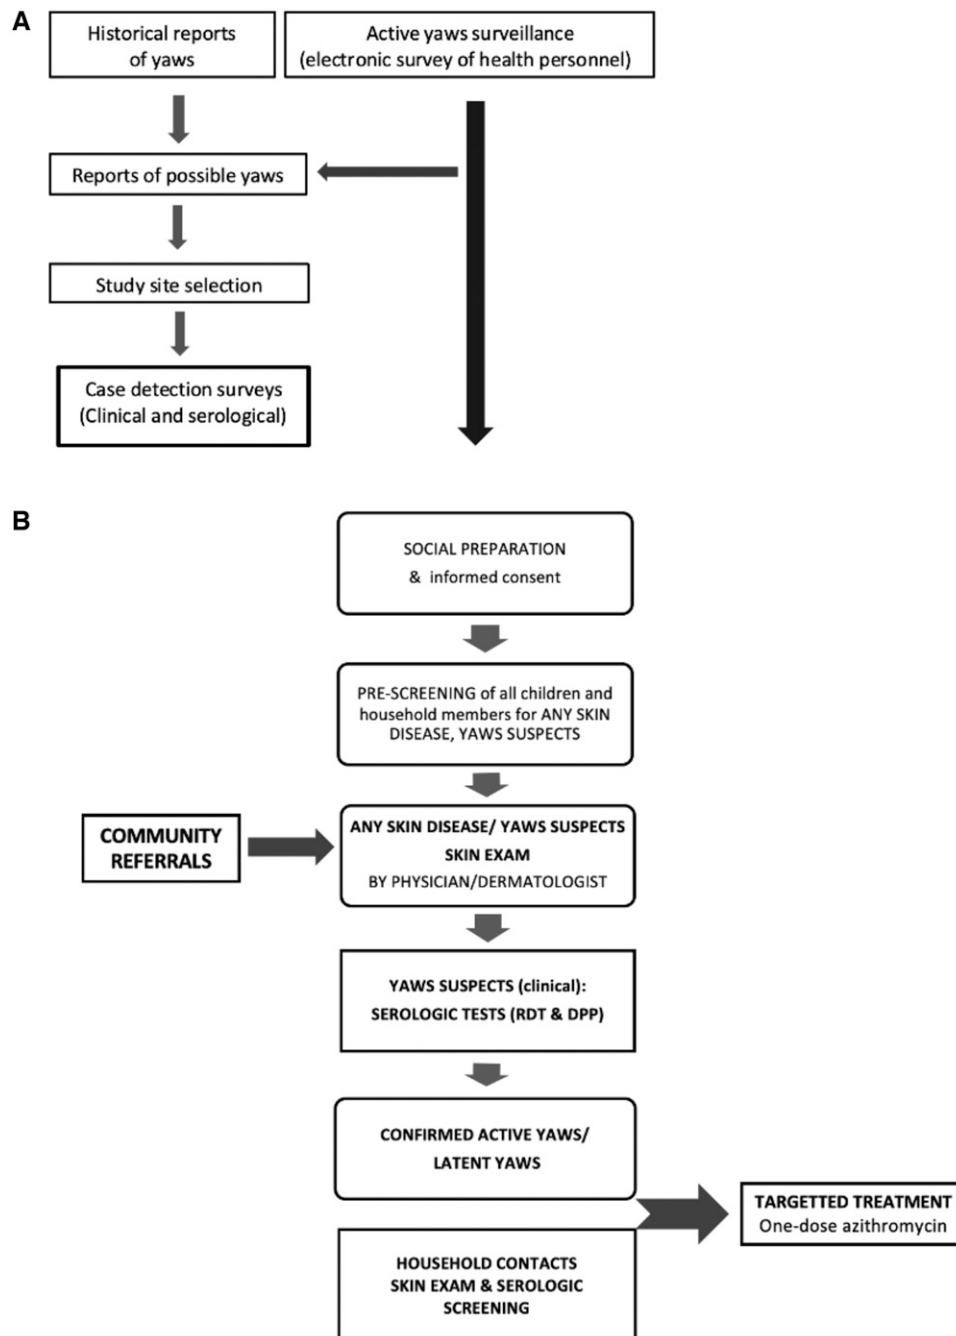 A
Historical reports
of yaws
Active yaws surveillance
(electronic survey of health personnel)
Reports of possible yaws
Study site selection
Case detection surveys
(Clinical and serological)
B
SOCIAL PREPARATION
& informed consent
PRE-SCREENING of all children and
household members for ANY SKIN
DISEASE, YAWS SUSPECTS
COMMUNITY
REFERRALS
ANY SKIN DISEASE/ YAWS SUSPECTS
SKIN EXAM
BY PHYSICIAN/DERMATOLOGIST
YAWS SUSPECTS (clinical):
SEROLOGIC TESTS (RDT & DPP)
CONFIRMED ACTIVE YAWS/
LATENT YAWS
TARGETTED TREATMENT
One-dose azithromycin
HOUSEHOLD CONTACTS
SKIN EXAM & SEROLOGIC
SCREENING